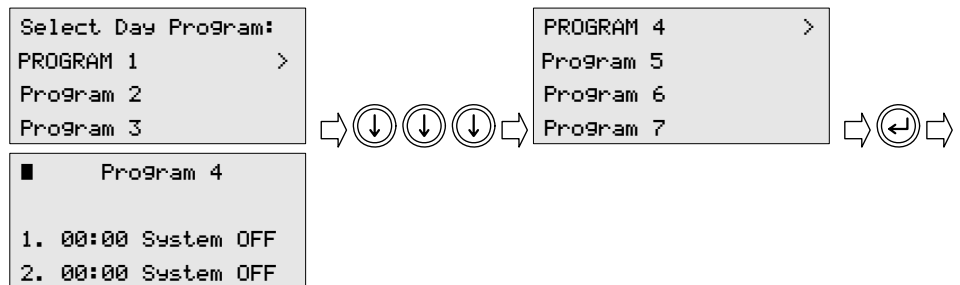 Select Day Program:
PROGRAM 1 >
Program 2
Program 3
PROGRAM 4 >
Program 5
Program 6
Program 7
Program 4
1. 00:00 System OFF
2. 00:00 System OFF